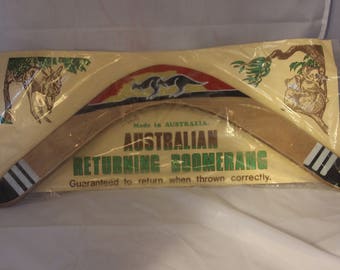 Made in AUSTRALIA
AUSTRALIAN
RETURNING BOOMERANG
Guaranteed to return when thrown correctly.